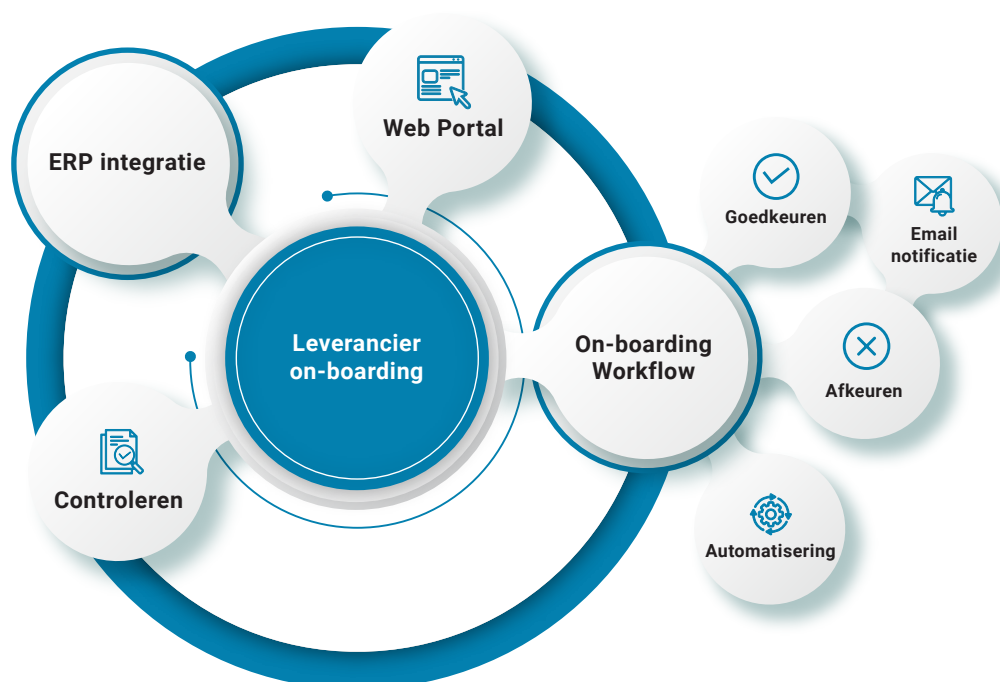 Web Portal
ERP integratie
Goedkeuren
Email
notificatie
Leverancier
on-boarding
On-boarding
Workflow
Afkeuren
Controleren
Automatisering